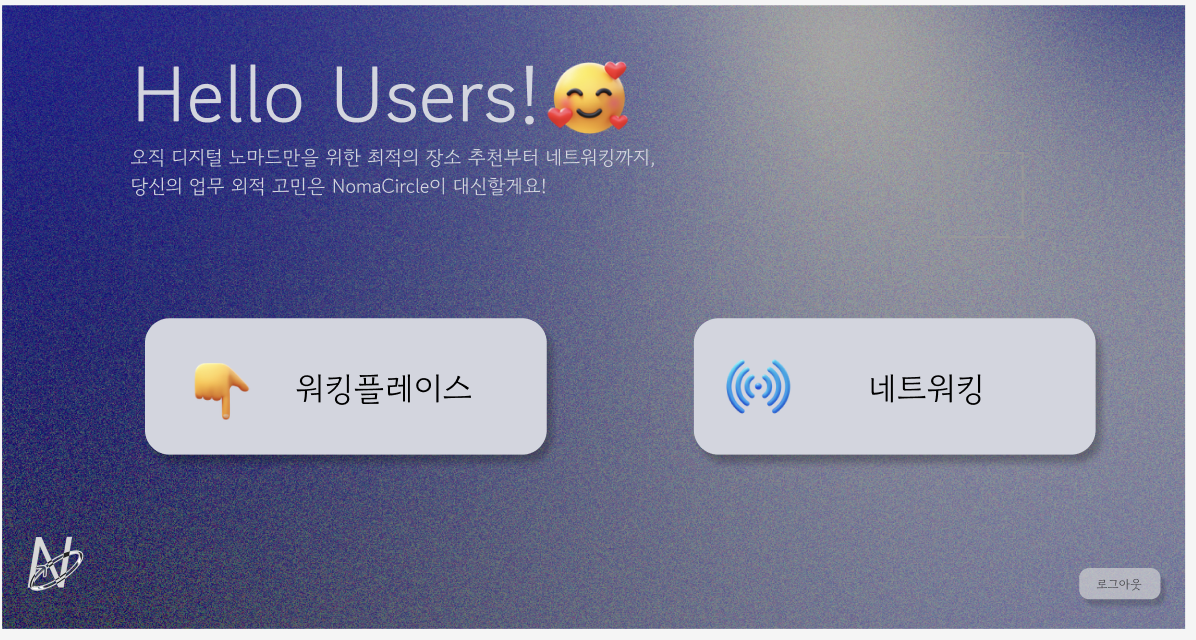 Hello Users!🥰
오직 디지털 노마드만을 위한 최적의 장소 추천부터 네트워킹까지,
당신의 업무 외적 고민은 NomaCircle이 대신할게요!
워킹플레이스
네트워킹
N
로그아웃